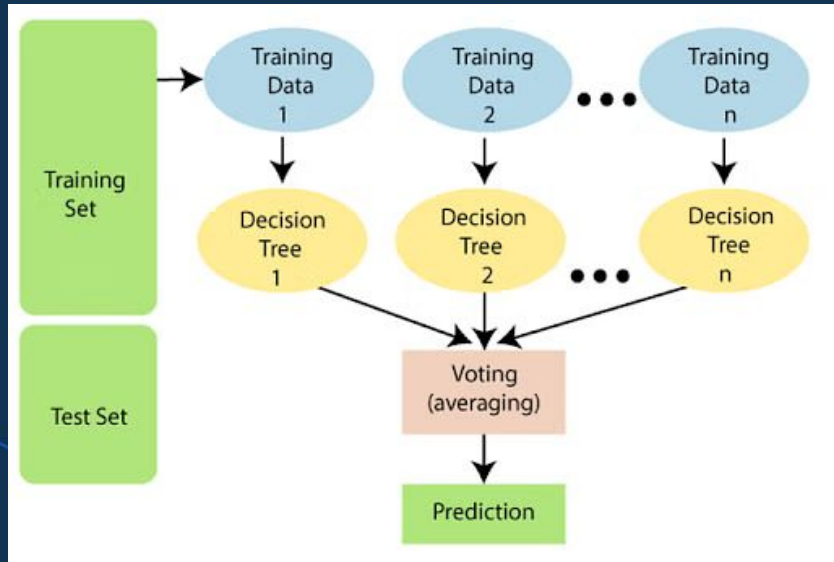 Training
Set
Test Set
Training
Data
1
Training
Data
2
Training
Data
n
Decision
Tree
1
Decision
Tree
2
Decision
Tree
n
Voting
(averaging)
Prediction